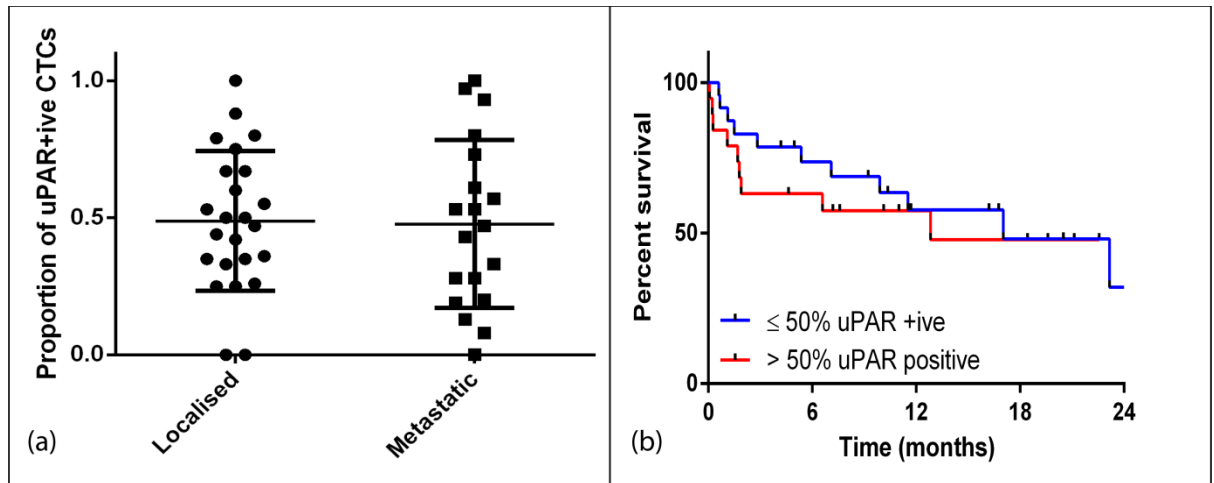 Proportion of uPAR+ive CTCs
1.0
0.5
0.0
Localised
Metastatic
(a)
Percent survival
100
50
0
≤ 50% uPAR +ive
> 50% uPAR positive
0 6 12 18 24
Time (months)
(b)